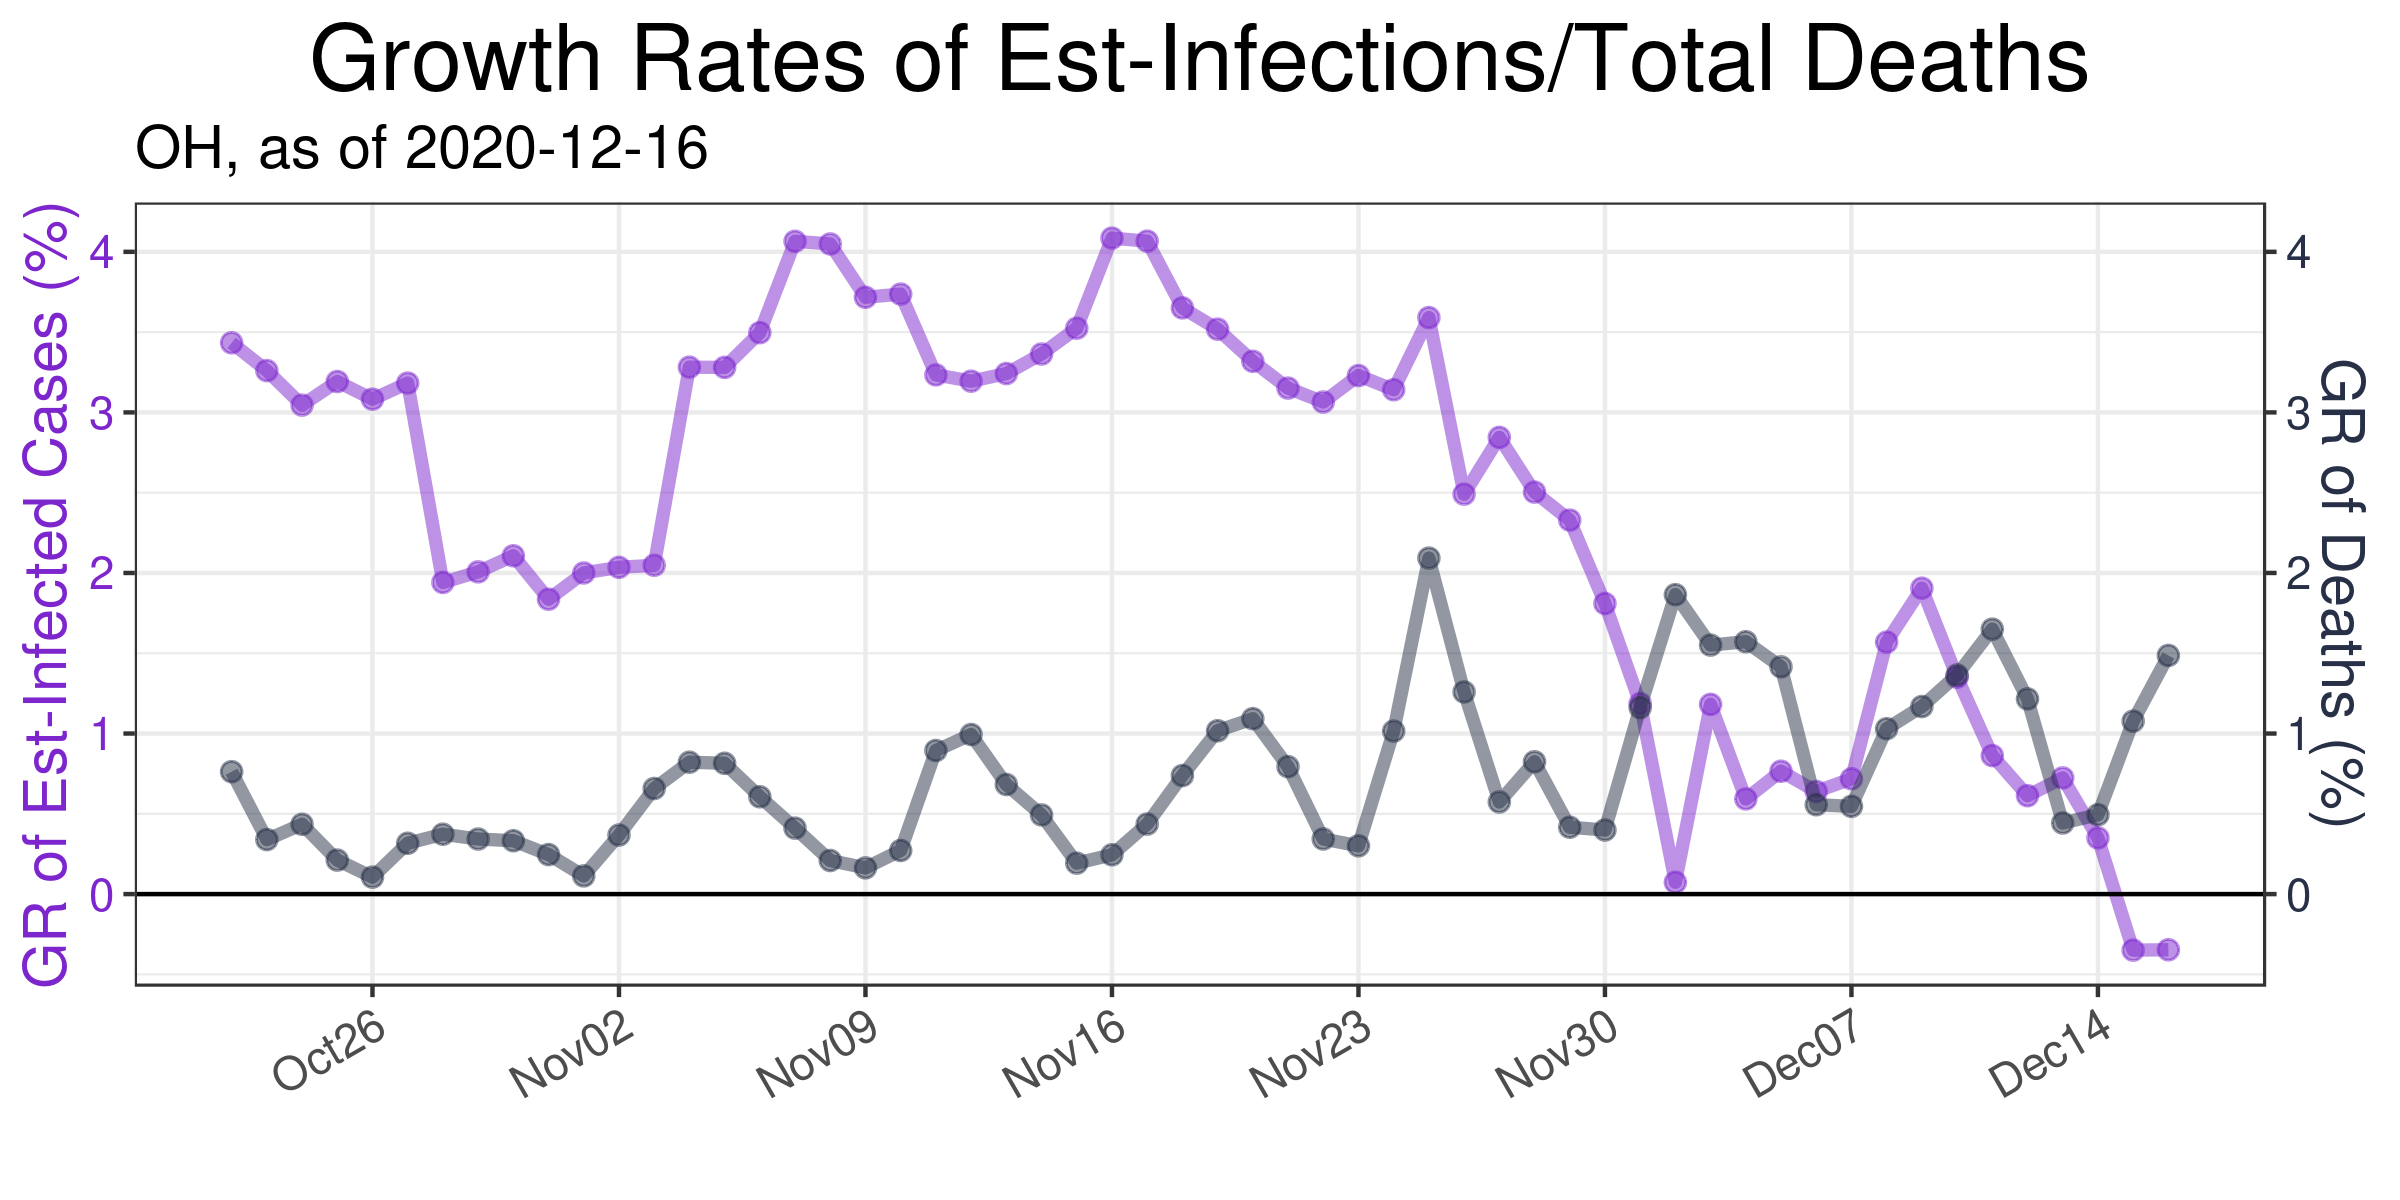 Growth Rates of Est-Infections/Total Deaths
OH, as of 2020-12-16
GR of Est-Infected Cases (%)
4
3
2
1
0
4
3
2
1
0
GR of Deaths (%)
Oct26
Nov02
Nov09
Nov16
Nov23
Nov30
Dec07
Dec14